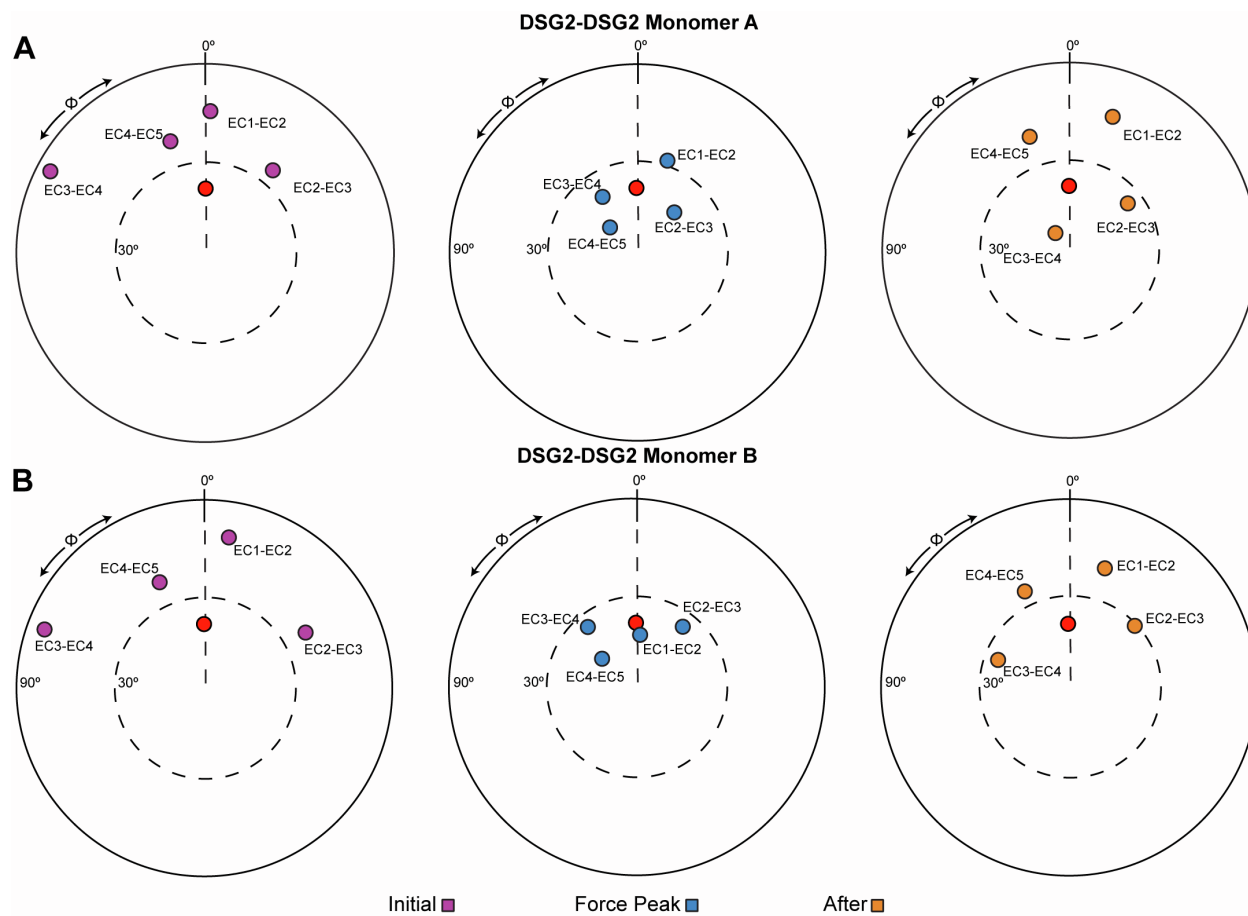 DSG2-DSG2 Monomer A
A
0º
0º
0º
Φ
Φ
Φ
EC4-EC5
EC1-EC2
EC3-EC4
EC2-EC3
30º
EC1-EC2
EC3-EC4
EC2-EC3
EC4-EC5
90º
30º
EC1-EC2
EC4-EC5
EC2-EC3
EC3-EC4
90º
30º
DSG2-DSG2 Monomer B
B
0º
0º
0º
Φ
Φ
Φ
EC1-EC2
EC4-EC5
EC3-EC4
EC2-EC3
90º
30º
EC3-EC4
EC2-EC3
EC1-EC2
EC4-EC5
90º
30º
EC1-EC2
EC4-EC5
EC2-EC3
EC3-EC4
90º
30º
Initial
Force Peak
After